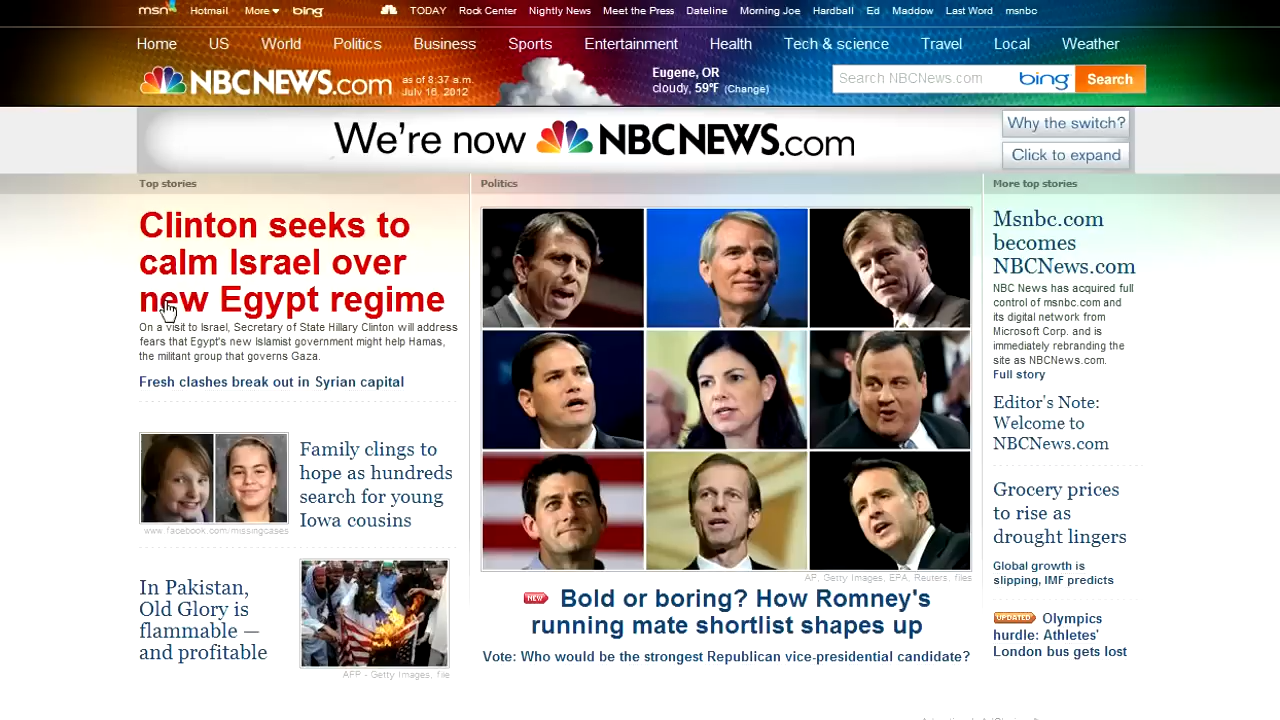 msn Hotmail More bing TODAY Rock Center Nightly News Meet the Press Dateline Morning Joe Hardball Ed Maddow Last Word msnbc
Home US World Politics Business Sports Entertainment Health Tech & science Travel Local Weather
NBCNEWS.com
as of 8:37 a.m.
July 16, 2012
Eugene, OR
cloudy, 59°F (Change)
Search NBCNews.com bing Search
We're now NBCNEWS.com
Why the switch?
Click to expand
Top stories
Clinton seeks to
calm Israel over
new Egypt regime
On a visit to Israel, Secretary of State Hillary Clinton will address
fears that Egypt's new Islamist government might help Hamas,
the militant group that governs Gaza.
Fresh clashes break out in Syrian capital
Family clings to
hope as hundreds
search for young
Iowa cousins
www.facebook.com/missingcases
In Pakistan,
Old Glory is
flammable —
and profitable
AFP - Getty Images, file
Politics
AP, Getty Images, EPA, Reuters, files
NEW Bold or boring? How Romney's
running mate shortlist shapes up
Vote: Who would be the strongest Republican vice-presidential candidate?
More top stories
Msnbc.com
becomes
NBCNews.com
NBC News has acquired full
control of msnbc.com and
its digital network from
Microsoft Corp. and is
immediately rebranding the
site as NBCNews.com.
Full story
Editor's Note:
Welcome to
NBCNews.com
Grocery prices
to rise as
drought lingers
Global growth is
slipping, IMF predicts
UPDATED Olympics
hurdle: Athletes'
London bus gets lost